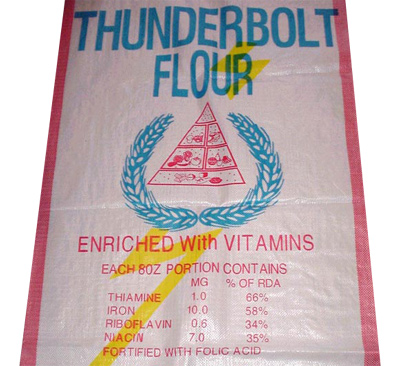 THUNDERBOLT
FLOUR
ENRICHED With VITAMINS
EACH 8OZ PORTION CONTAINS
MG % OF RDA
THIAMINE 1.0 66%
IRON 10.0 58%
RIBOFLAVIN 0.6 34%
NIACIN 7.0 35%
FORTIFIED WITH FOLIC ACID